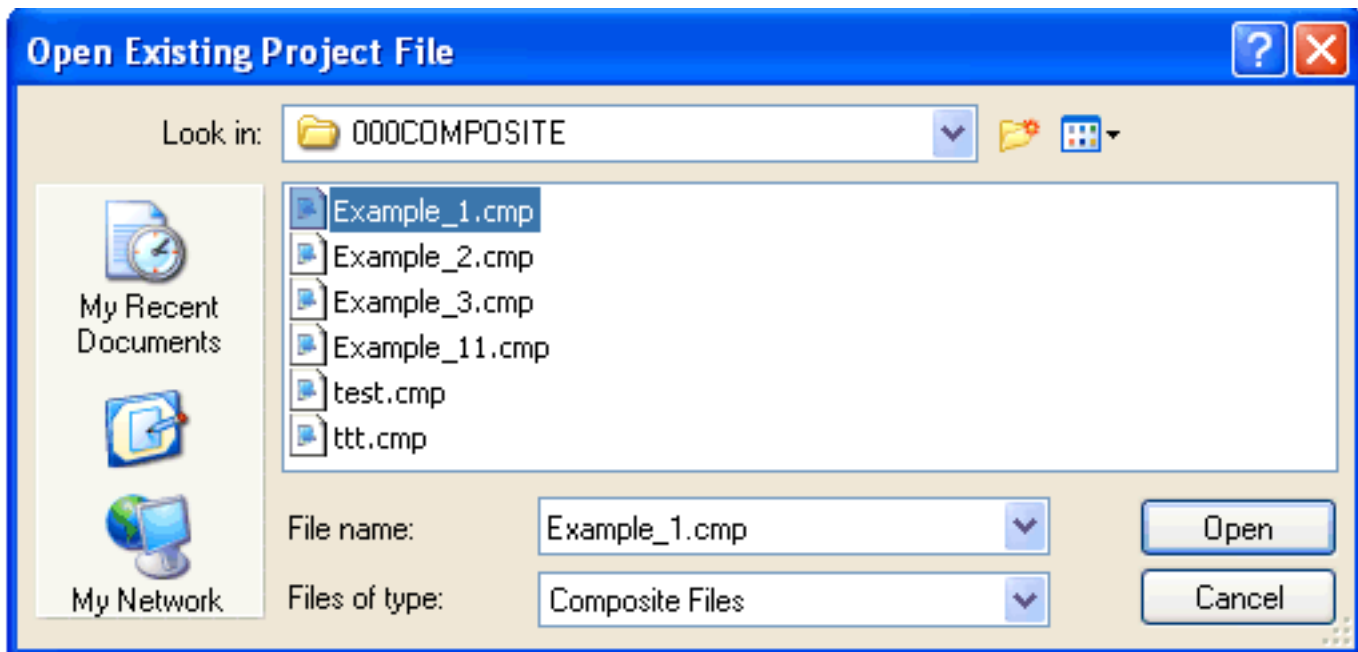 Open Existing Project File
Look in: 000COMPOSITE
Example_1.cmp
Example_2.cmp
Example_3.cmp
Example_11.cmp
test.cmp
ttt.cmp
My Recent
Documents
My Network
File name: Example_1.cmp Open
Files of type: Composite Files Cancel